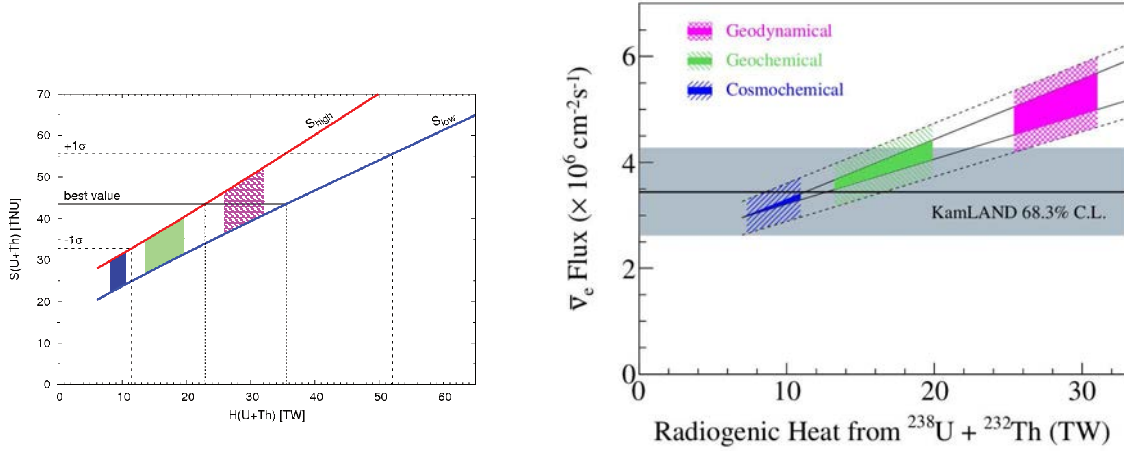 70
60
50
40
30
20
10
0
0 10 20 30 40 50 60
S(U+Th) [TNU]
H(U+Th) [TW]
+1σ
best value
-1σ
S_high
S_low
Geodynamical
Geochemical
Cosmochemical
6
4
2
0
0 10 20 30
ν̅_e Flux (× 10⁶ cm⁻²s⁻¹)
KamLAND 68.3% C.L.
Radiogenic Heat from ²³⁸U + ²³²Th (TW)